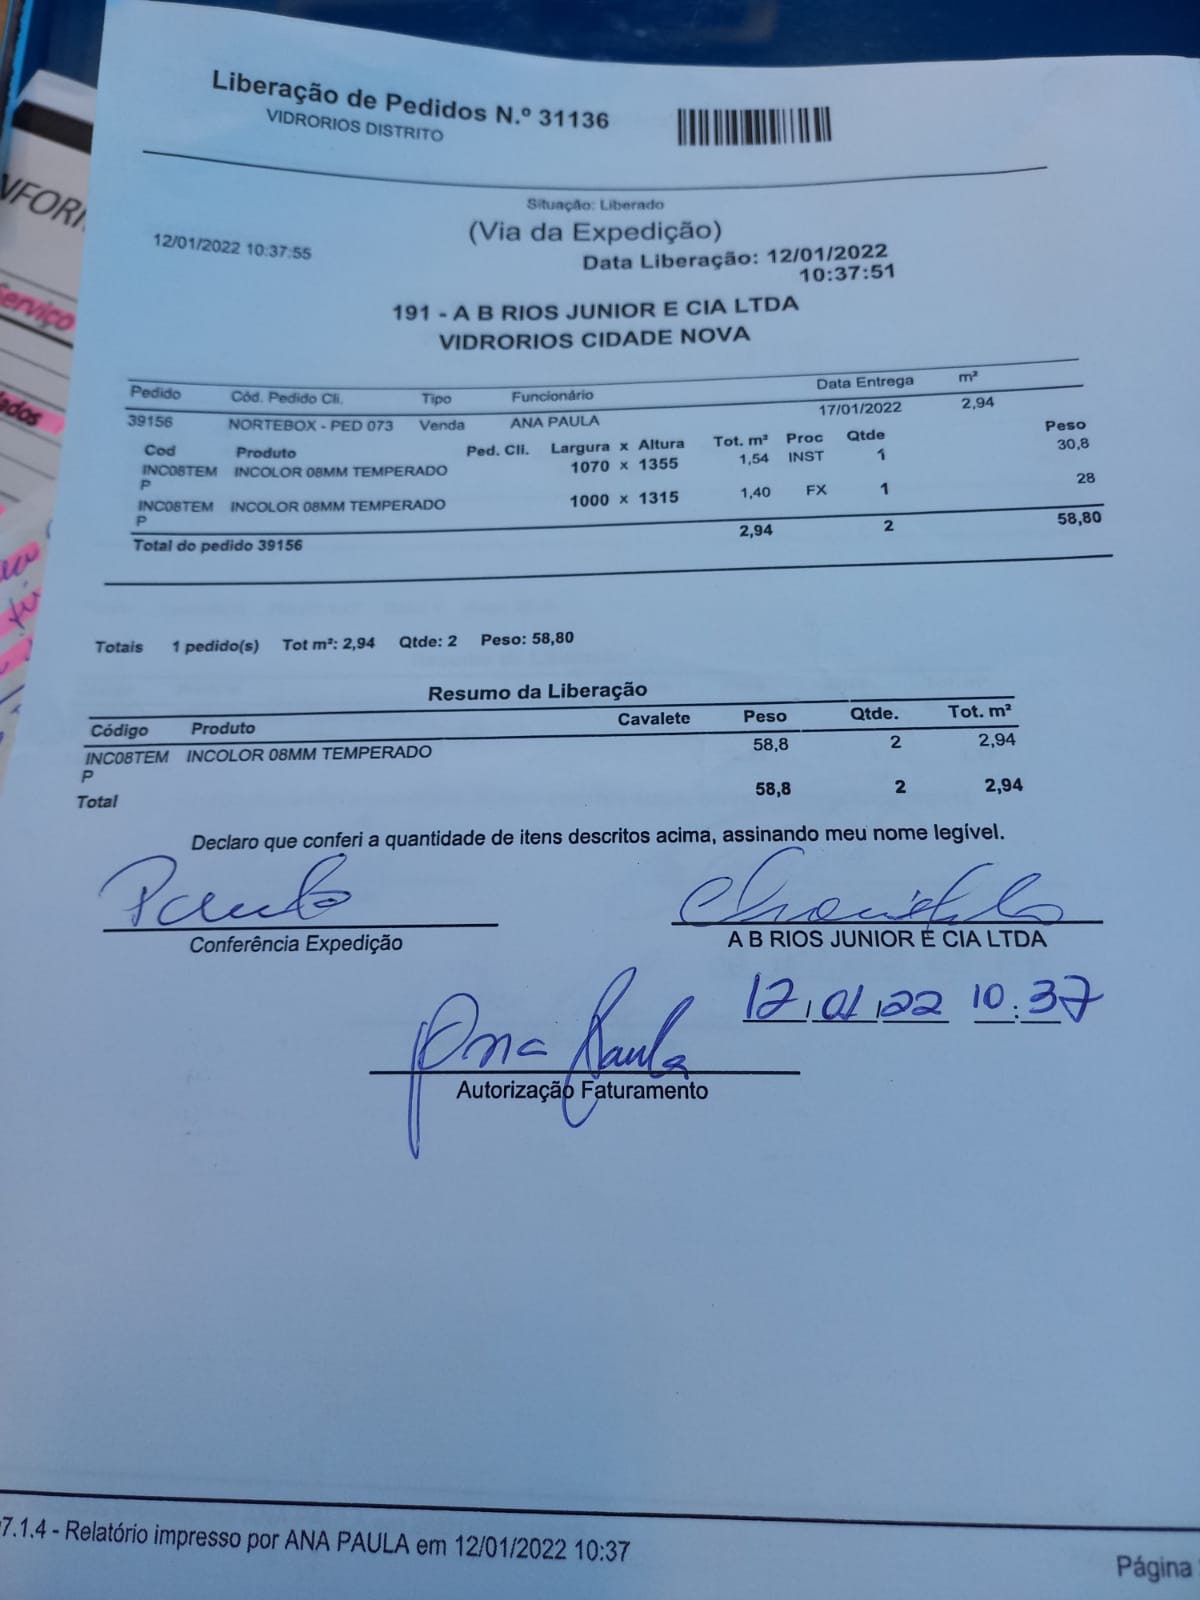 Liberação de Pedidos N.º 31136
VIDRORIOS DISTRITO
Situação: Liberado
(Via da Expedição)
12/01/2022 10:37:55
Data Liberação: 12/01/2022
10:37:51
191 - A B RIOS JUNIOR E CIA LTDA
VIDRORIOS CIDADE NOVA
Pedido Cód. Pedido Cli. Tipo Funcionário Data Entrega m²
39156 NORTEBOX - PED 073 Venda ANA PAULA 17/01/2022 2,94
Cod Produto Ped. Cli. Largura x Altura Tot. m² Proc Qtde Peso
INC08TEM INCOLOR 08MM TEMPERADO 1070 x 1355 1,54 INST 1 30,8
P
INC08TEM INCOLOR 08MM TEMPERADO 1000 x 1315 1,40 FX 1 28
P
Total do pedido 39156 2,94 2 58,80
Totais 1 pedido(s) Tot m²: 2,94 Qtde: 2 Peso: 58,80
Resumo da Liberação
Código Produto Cavalete Peso Qtde. Tot. m²
INC08TEM INCOLOR 08MM TEMPERADO 58,8 2 2,94
P
Total 58,8 2 2,94
Declaro que conferi a quantidade de itens descritos acima, assinando meu nome legível.
Conferência Expedição
A B RIOS JUNIOR E CIA LTDA
12/01/22 10:37
Ana Paula
Autorização Faturamento
7.1.4 - Relatório impresso por ANA PAULA em 12/01/2022 10:37
Página
Serviço